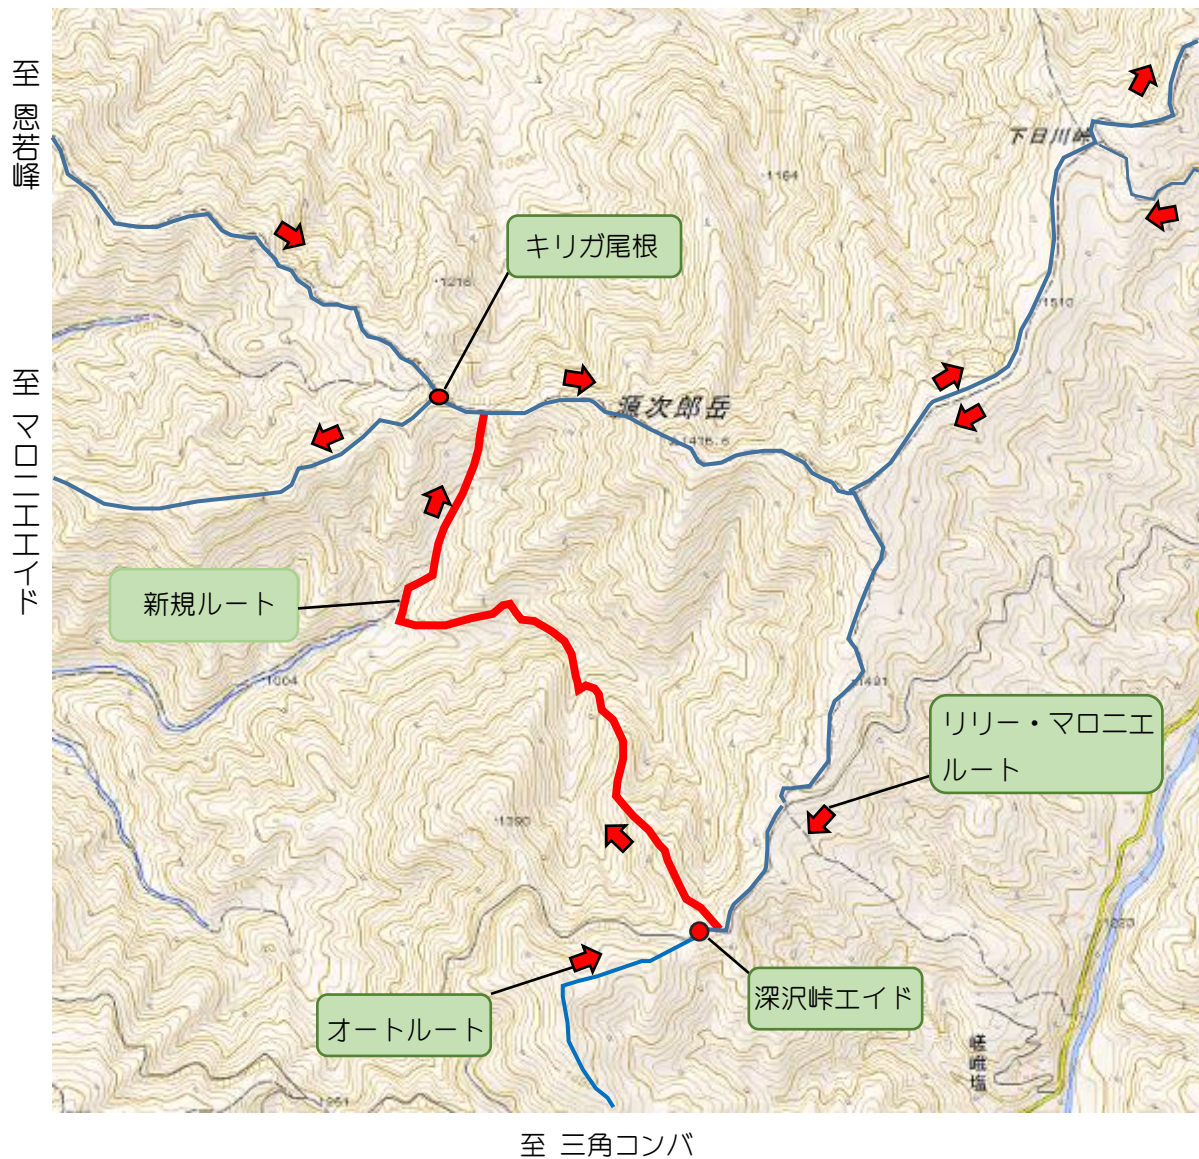 至 恩若峰
下日川峠
1164
キリガ尾根
1216
1510
至 マロニエエイド
源次郎岳
1476.6
新規ルート
1004
1491
リリー・マロニエ
ルート
1390
1220
深沢峠エイド
オートルート
嵯峨塩
1251
至 三角コンバ